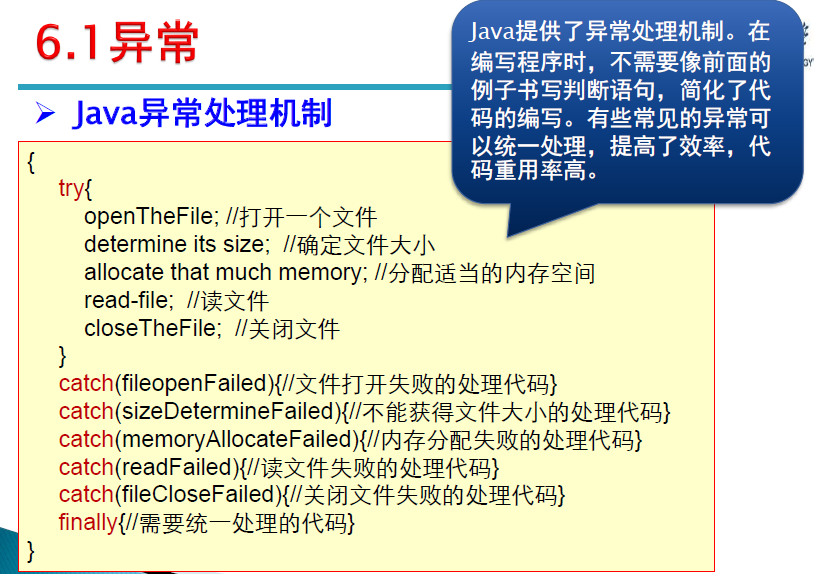 6.1异常
Java提供了异常处理机制。在
编写程序时，不需要像前面的
例子书写判断语句，简化了代
码的编写。有些常见的异常可
以统一处理，提高了效率，代
码重用率高。
➢ Java异常处理机制
{
try{
openTheFile; //打开一个文件
determine its size;  //确定文件大小
allocate that much memory; //分配适当的内存空间
read-file;  //读文件
closeTheFile;  //关闭文件
}
catch(fileopenFailed){//文件打开失败的处理代码}
catch(sizeDetermineFailed){//不能获得文件大小的处理代码}
catch(memoryAllocateFailed){//内存分配失败的处理代码}
catch(readFailed){//读文件失败的处理代码}
catch(fileCloseFailed){//关闭文件失败的处理代码}
finally{//需要统一处理的代码}
}